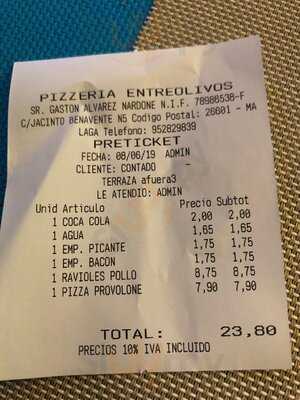 PIZZERIA ENTREOLIVOS
SR. GASTON ALVAREZ NARDONE N.I.F. 78986538-F
C/JACINTO BENAVENTE N5 Codigo Postal: 26601 - MA
LAGA Telefono: 952829839
PRETICKET
FECHA: 08/06/19 ADMIN
CLIENTE: CONTADO -
TERRAZA afuera3
LE ATENDIO: ADMIN
Unid Articulo Precio Subtot
1 COCA COLA 2,00 2,00
1 AGUA 1,65 1,65
1 EMP. PICANTE 1,75 1,75
1 EMP. BACON 1,75 1,75
1 RAVIOLES POLLO 8,75 8,75
1 PIZZA PROVOLONE 7,90 7,90
TOTAL: 23,80
PRECIOS 10% IVA INCLUIDO